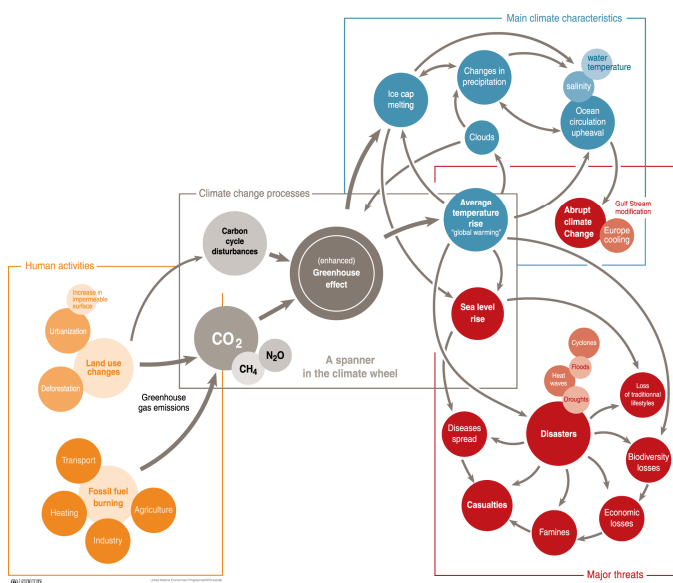 Main climate characteristics
water
temperature
Changes in
precipitation
salinity
Ice cap
melting
Ocean
circulation
upheaval
Clouds
Climate change processes
Average
temperature
rise
"global warming"
Gulf Stream
modification
Abrupt
climate
Change
Europe
cooling
Carbon
cycle
disturbances
(enhanced)
Greenhouse
effect
Human activities
Increase in
impermeable
surface
Urbanization
Land use
changes
Deforestation
CO2
N2O
CH4
A spanner
in the climate wheel
Greenhouse
gas emissions
Sea level
rise
Cyclones
Floods
Heat
waves
Droughts
Loss
of traditionnal
lifestyles
Diseases
spread
Disasters
Biodiversity
losses
Transport
Fossil fuel
burning
Heating
Agriculture
Industry
Casualties
Economic
losses
Famines
Major threats